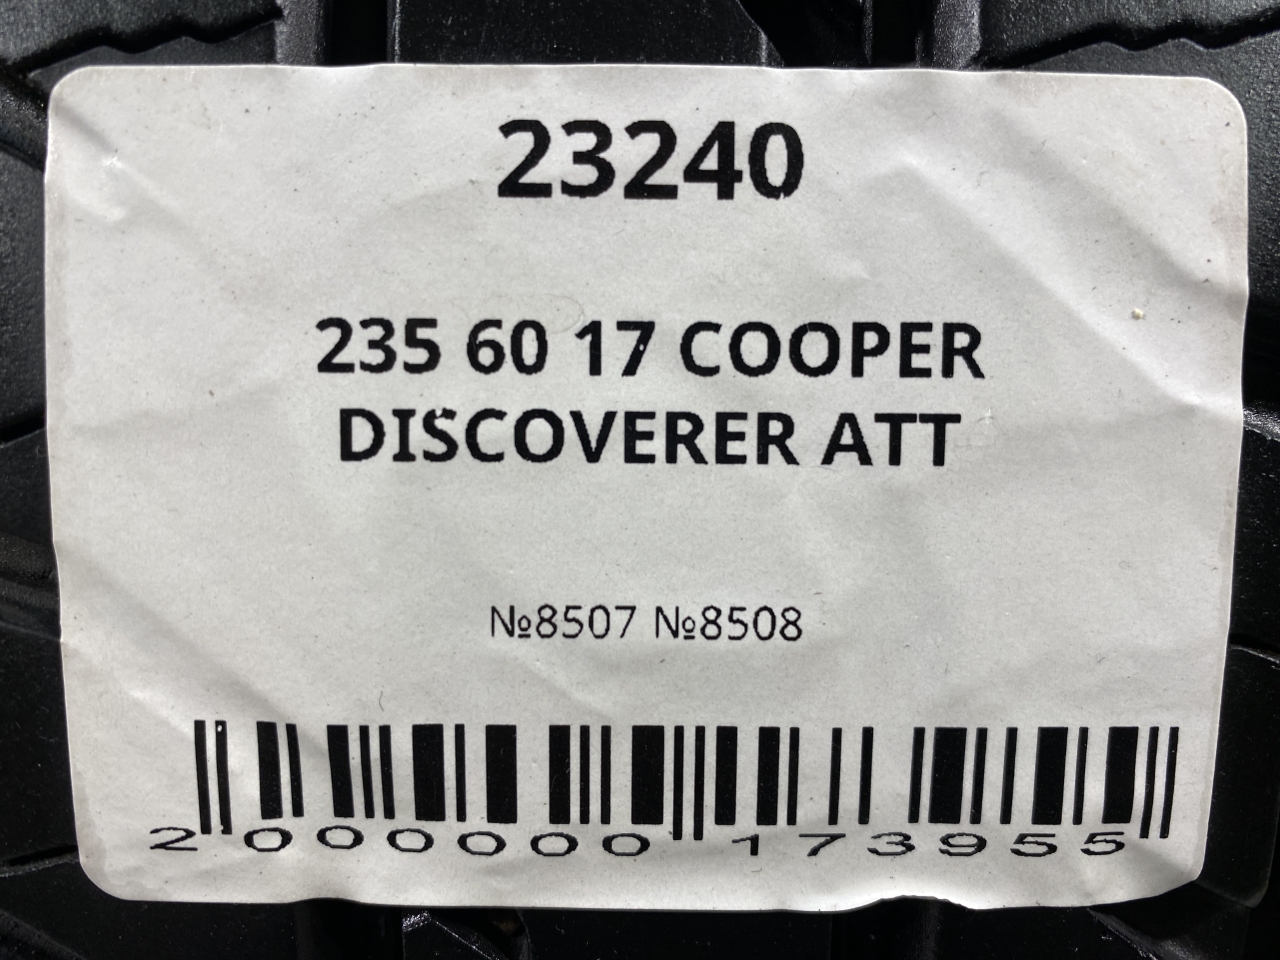 23240
235 60 17 COOPER
DISCOVERER ATT
№8507 №8508
2 000000 173955